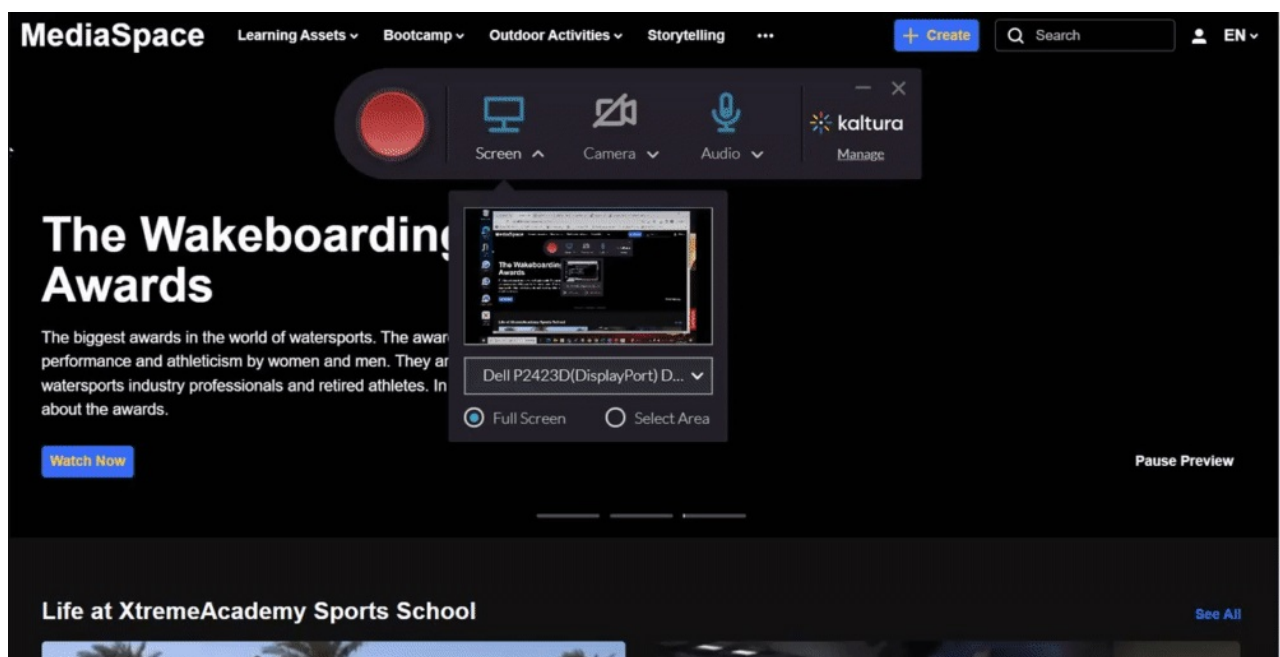 MediaSpace
Learning Assets
Bootcamp
Outdoor Activities
Storytelling
+ Create
Search
EN
Screen
Camera
Audio
kaltura
Manage
The Wakeboarding
Awards
The biggest awards in the world of watersports. The awar
performance and athleticism by women and men. They ar
watersports industry professionals and retired athletes. In
about the awards.
The Wakeboarding
Awards
Dell P2423D(DisplayPort) D...
Full Screen
Select Area
Watch Now
Pause Preview
Life at XtremeAcademy Sports School
See All